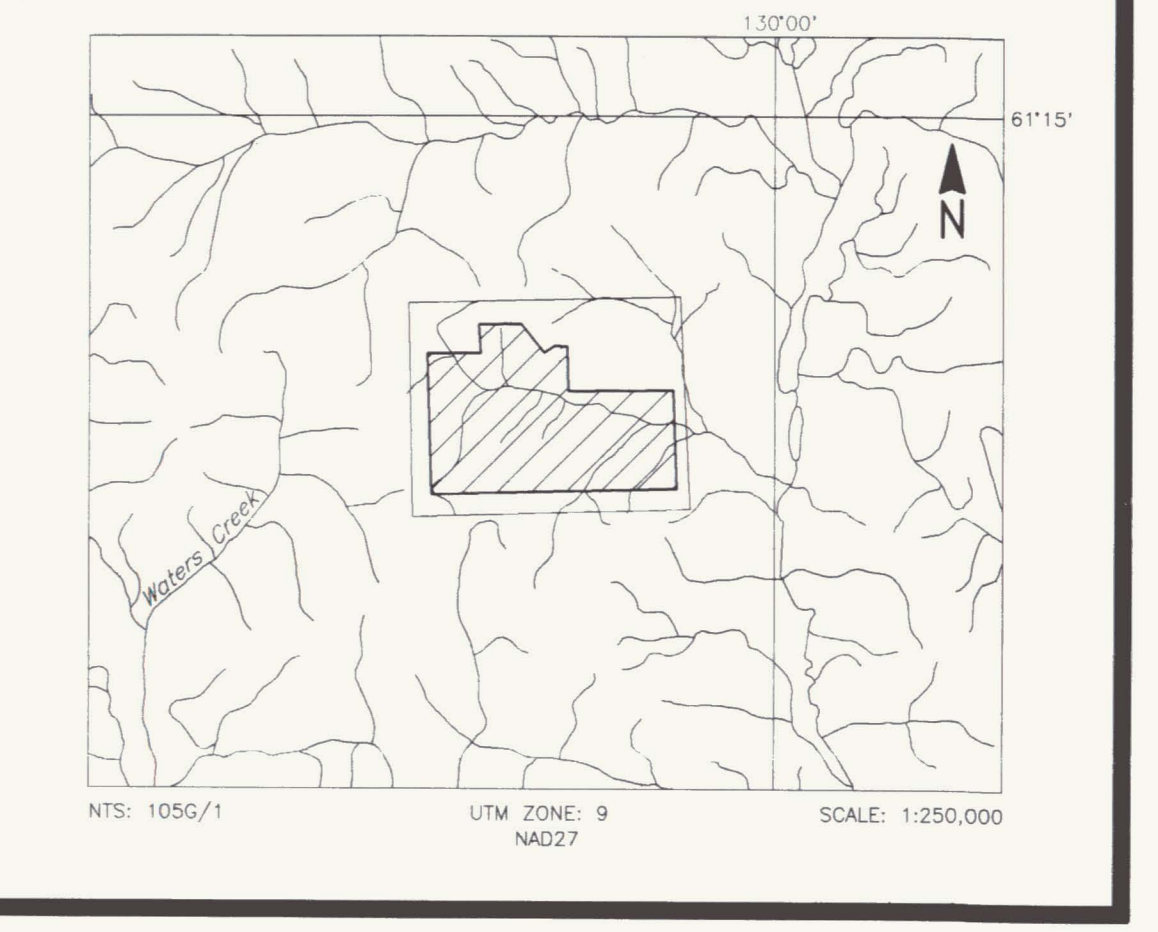 130°00'
61°15'
N
Waters Creek
NTS: 105G/1
UTM ZONE: 9
SCALE: 1:250,000
NAD27